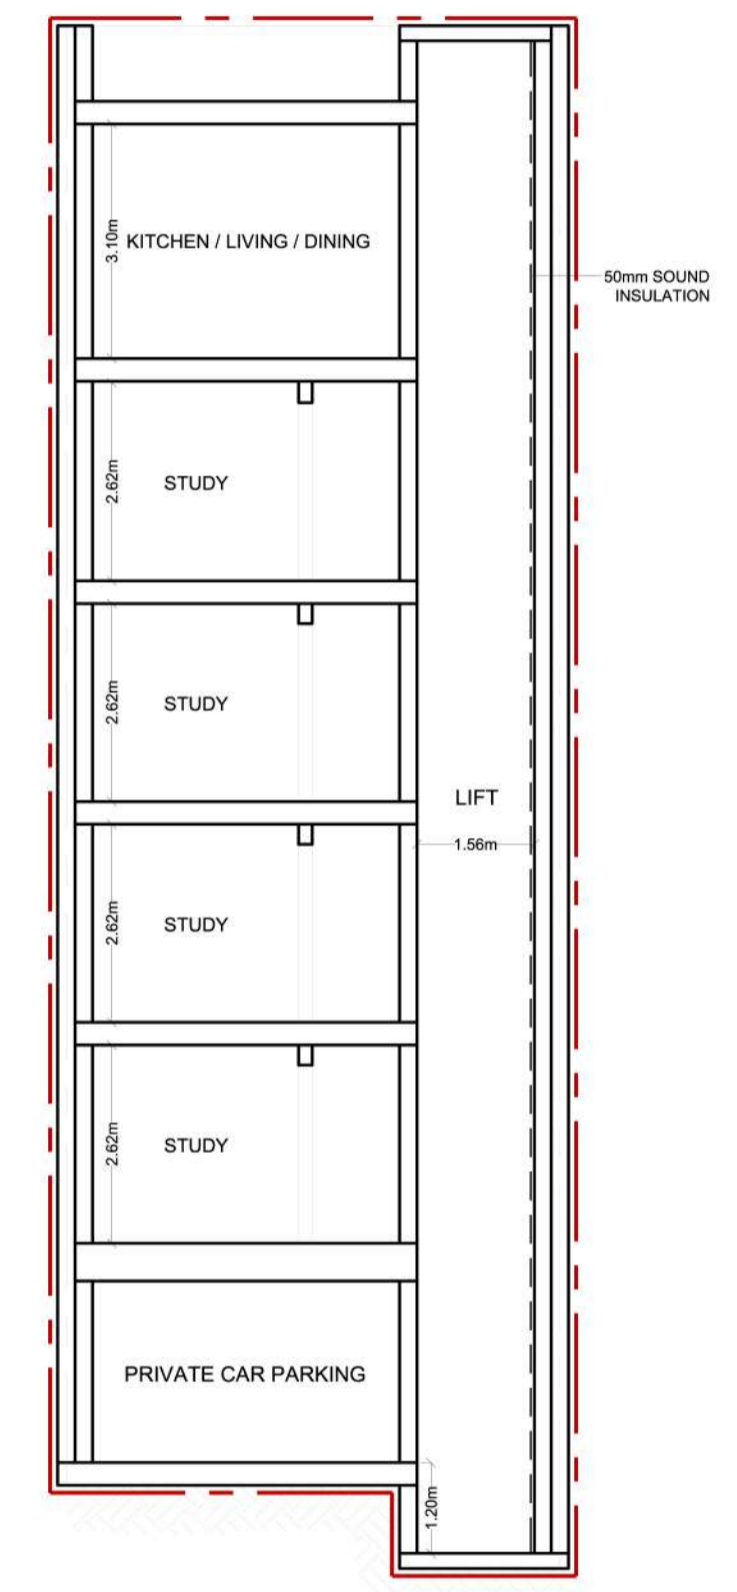 3.10m
KITCHEN / LIVING / DINING
50mm SOUND
INSULATION
2.62m
STUDY
2.62m
STUDY
LIFT
1.56m
2.62m
STUDY
2.62m
STUDY
PRIVATE CAR PARKING
1.20m